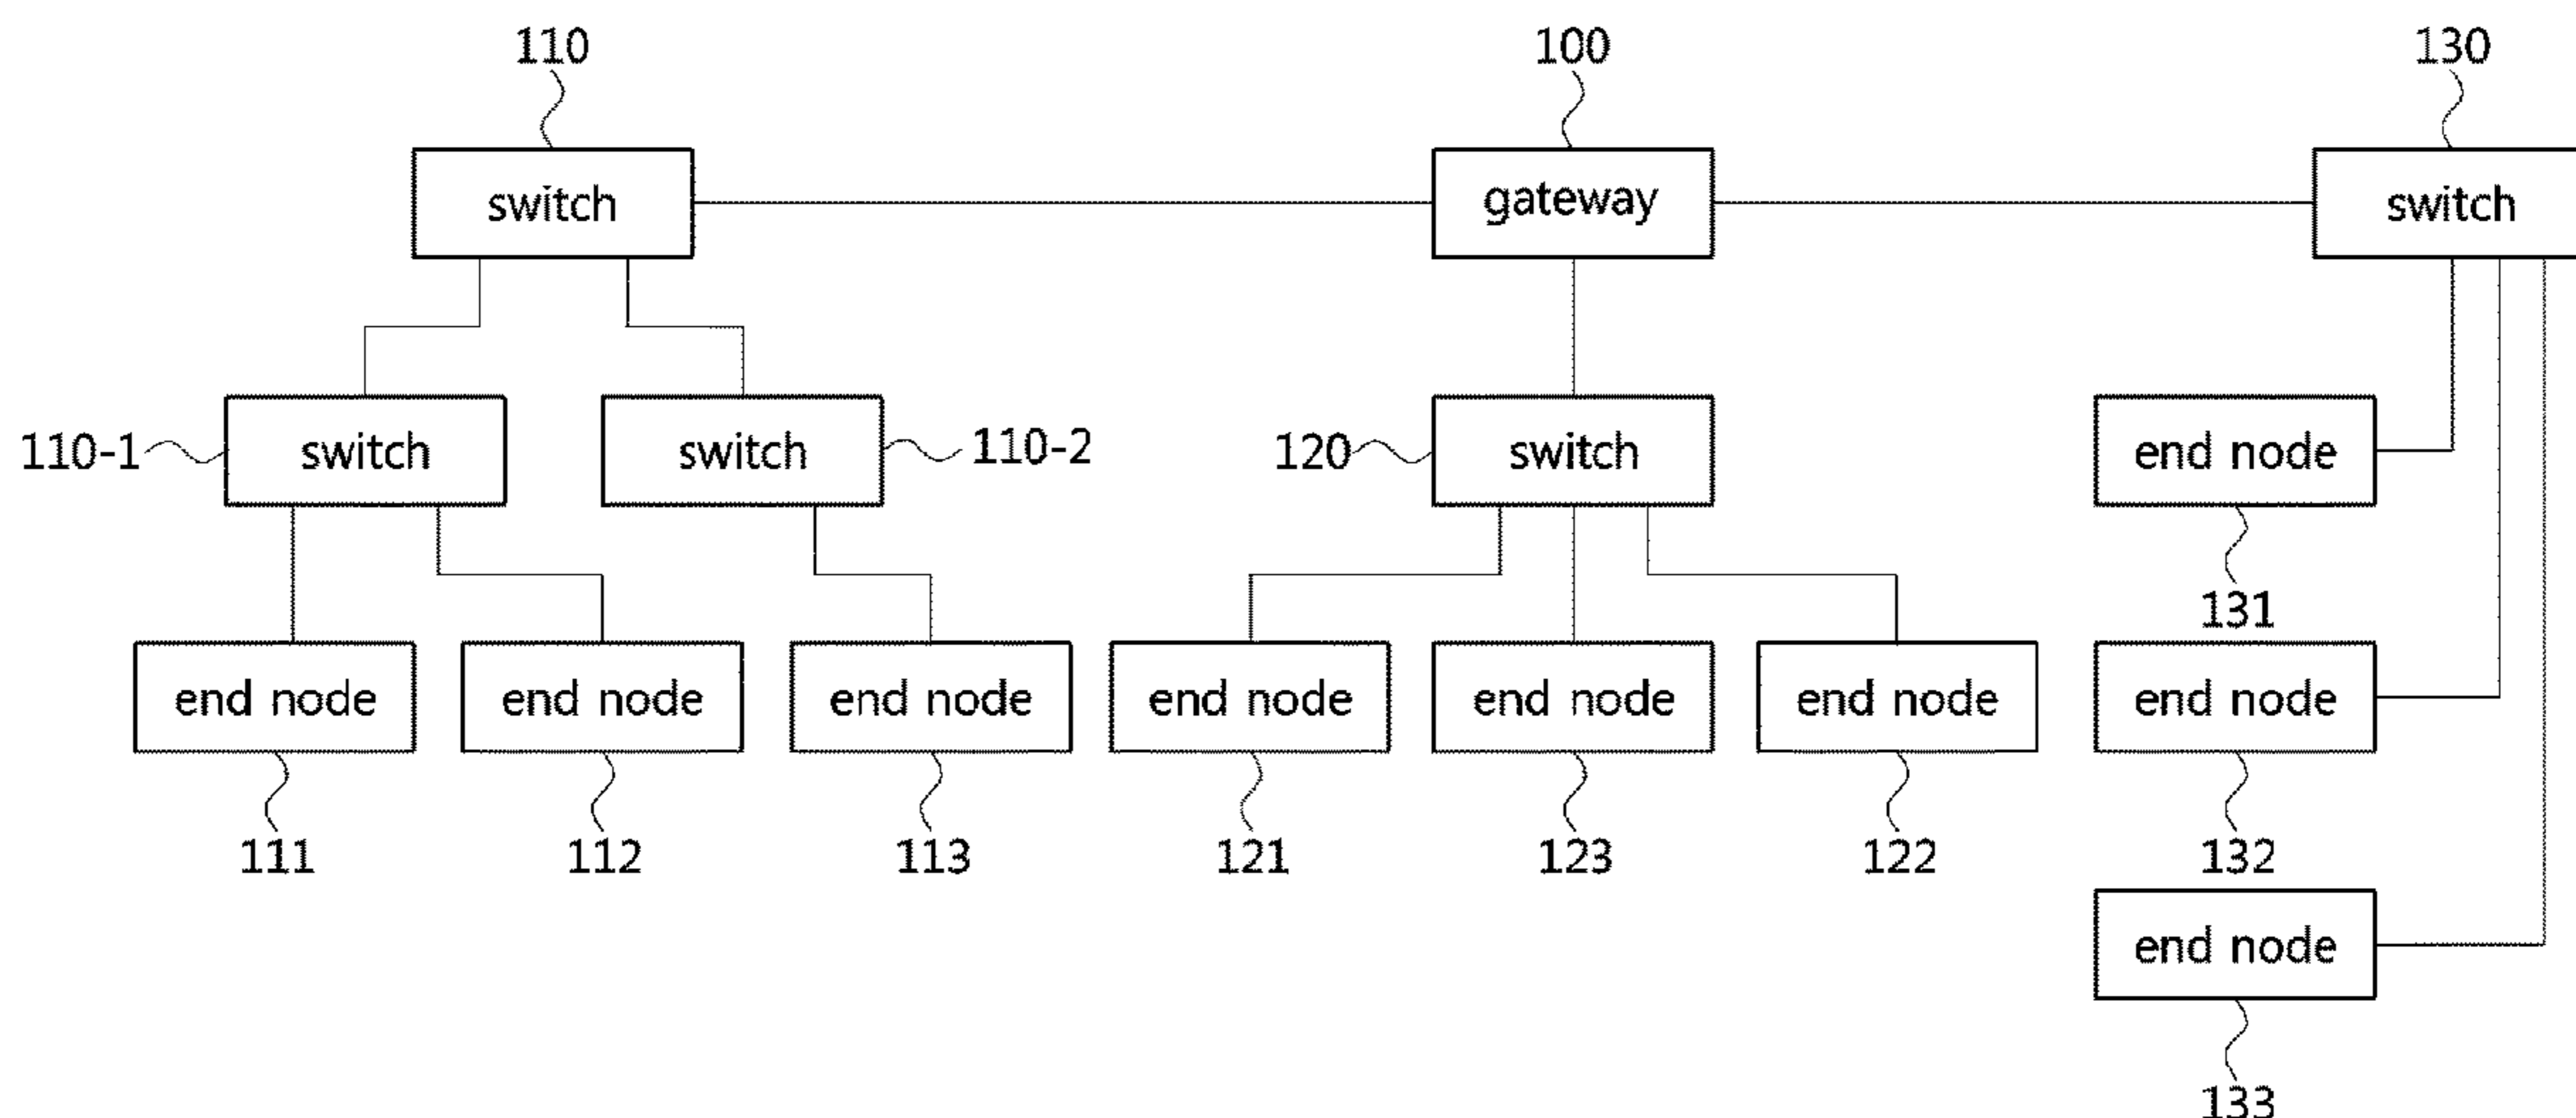 110
100
130
switch
gateway
switch
110-1
switch
switch
110-2
120
switch
end node
131
end node
end node
end node
end node
end node
end node
end node
111
112
113
121
123
122
132
end node
133